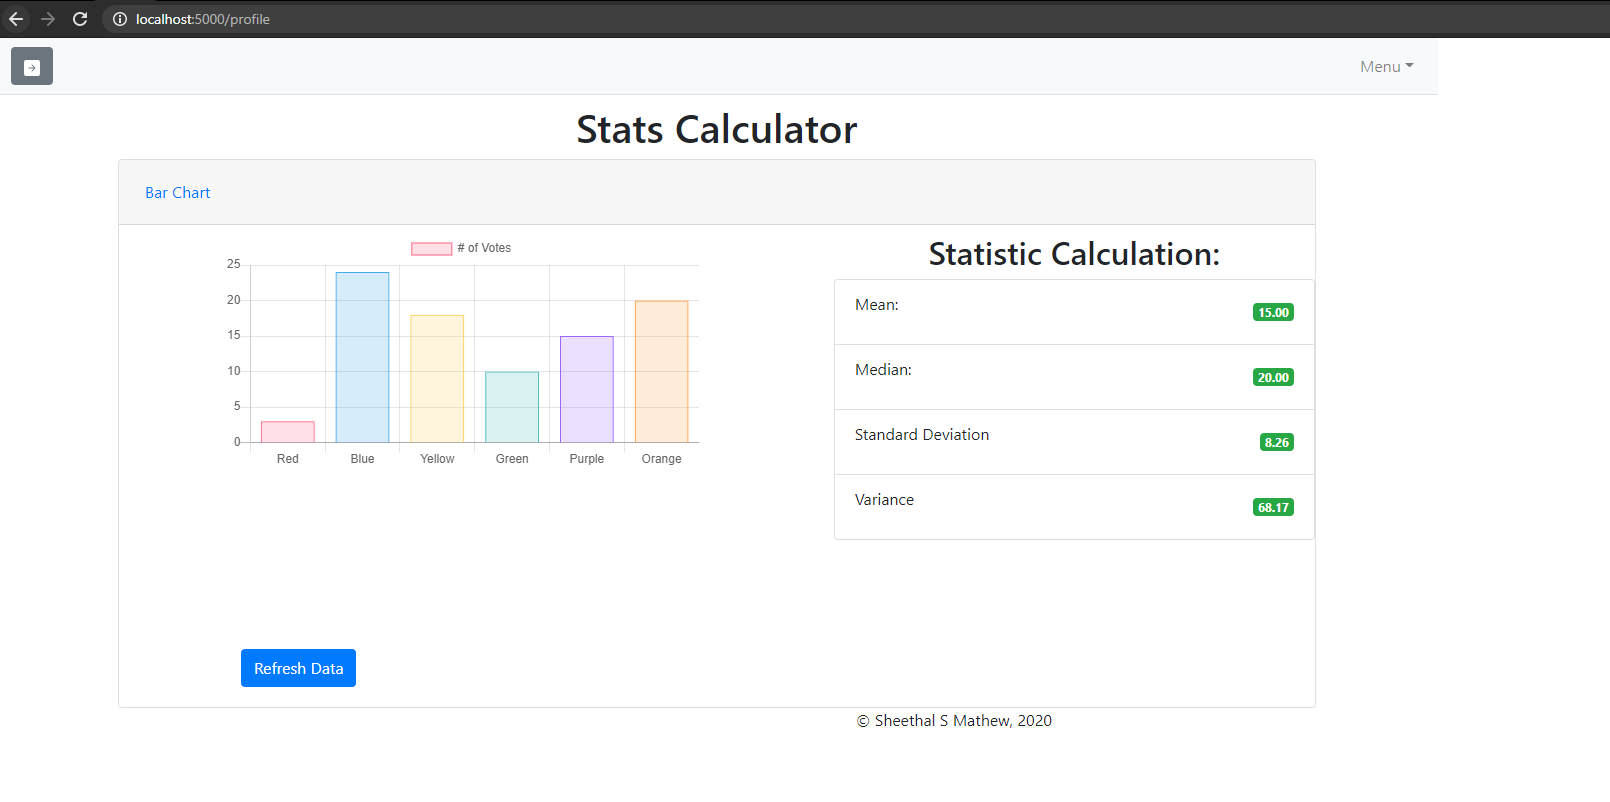 localhost:5000/profile
Menu
Stats Calculator
Bar Chart
# of Votes
25
20
15
10
5
0
Red Blue Yellow Green Purple Orange
Statistic Calculation:
Mean: 15.00
Median: 20.00
Standard Deviation 8.26
Variance 68.17
Refresh Data
© Sheethal S Mathew, 2020